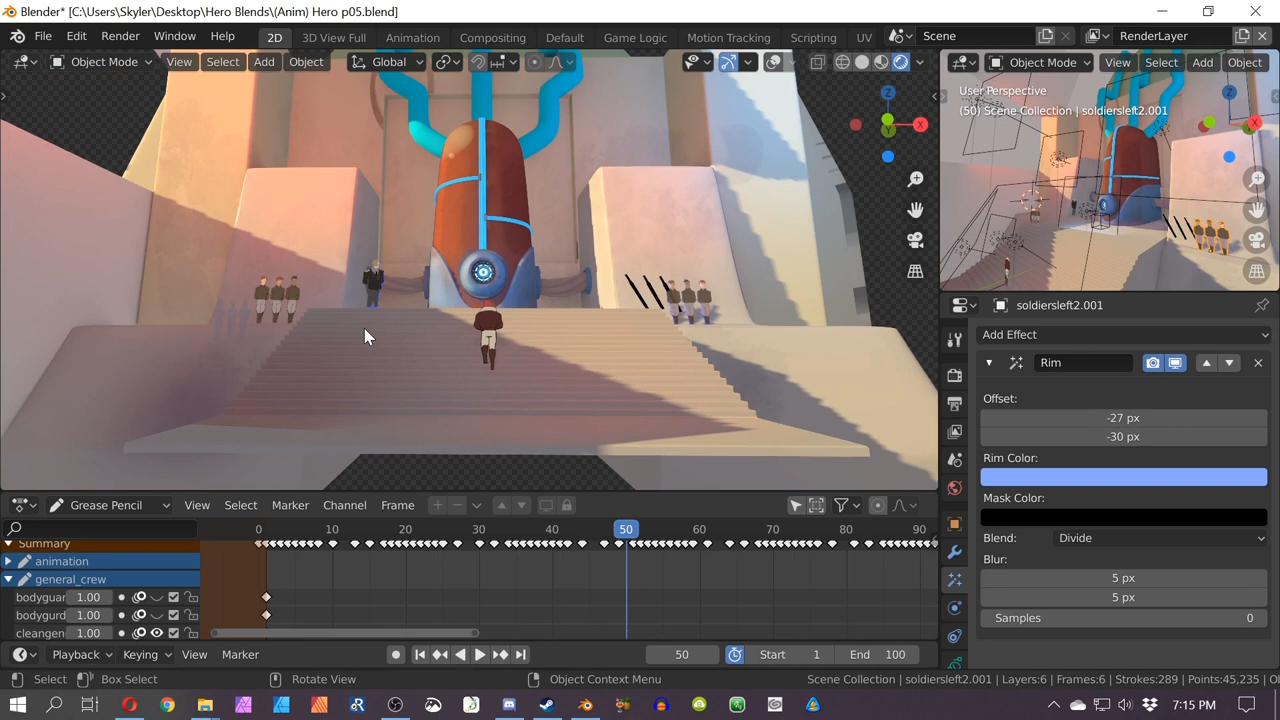 Blender* [C:\Users\Skyler\Desktop\Hero Blends\(Anim) Hero p05.blend]
File Edit Render Window Help 2D 3D View Full Animation Compositing Default Game Logic Motion Tracking Scripting UV Scene RenderLayer
Object Mode View Select Add Object Global
Object Mode View Select Add Object
User Perspective
(50) Scene Collection | soldiersleft2.001
Z
X
Y
Z
X
soldiersleft2.001
Add Effect
Rim
Offset:
-27 px
-30 px
Rim Color:
Mask Color:
Blend: Divide
Blur:
5 px
5 px
Samples 0
Grease Pencil View Select Marker Channel Frame
0 10 20 30 40 50 60 70 80 90
Summary
animation
general_crew
bodyguar 1.00
bodygurd 1.00
cleangen 1.00
Playback Keying View Marker 50 Start 1 End 100
Select Box Select Rotate View Object Context Menu Scene Collection | soldiersleft2.001 | Layers:6 | Frames:6 | Strokes:289 | Points:45,235 | O
7:15 PM